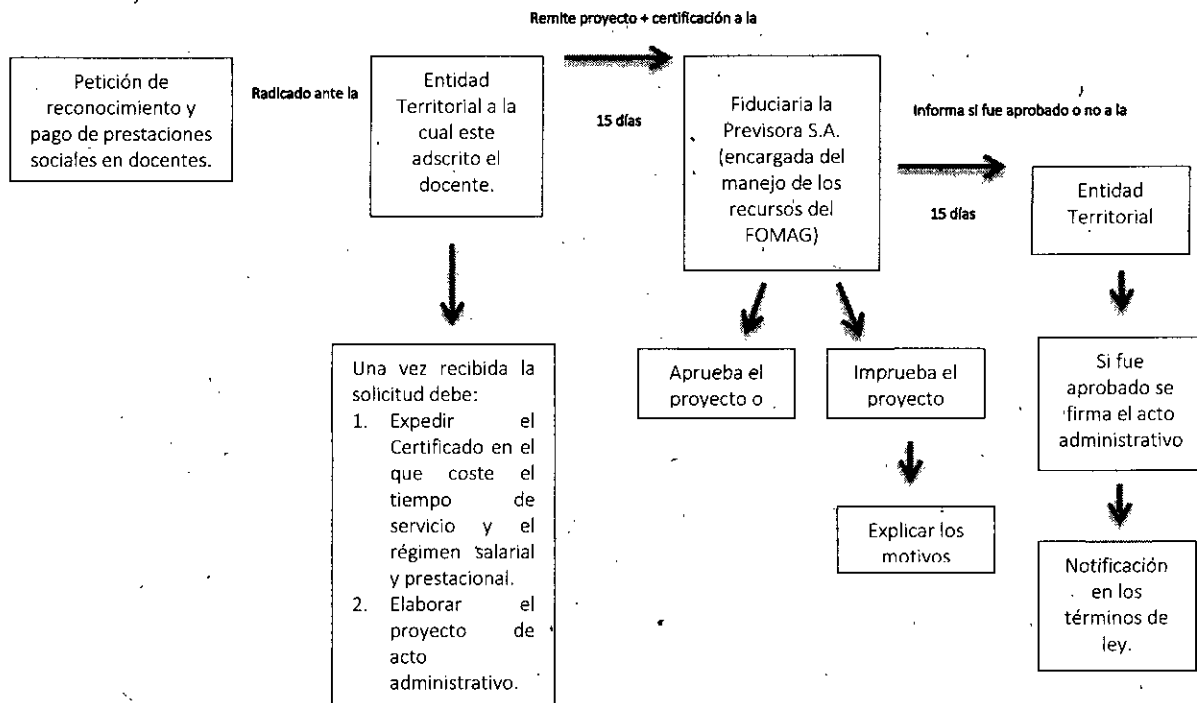 Remite proyecto + certificación a la
Petición de
reconocimiento y
pago de prestaciones
sociales en docentes.
Radicado ante la
Entidad
Territorial a la
cual este
adscrito el
docente.
15 días
Fiduciaria la
Previsora S.A.
(encargada del
manejo de los
recursos del
FOMAG)
Informa si fue aprobado o no a la
15 días
Entidad
Territorial
Una vez recibida la
solicitud debe:
1. Expedir el
Certificado en el
que coste el
tiempo de
servicio y el
régimen salarial
y prestacional.
2. Elaborar el
proyecto de
acto
administrativo.
Aprueba el
proyecto o
Imprueba el
proyecto
Explicar los
motivos
Si fue
aprobado se
firma el acto
administrativo
Notificación
en los
términos de
ley.